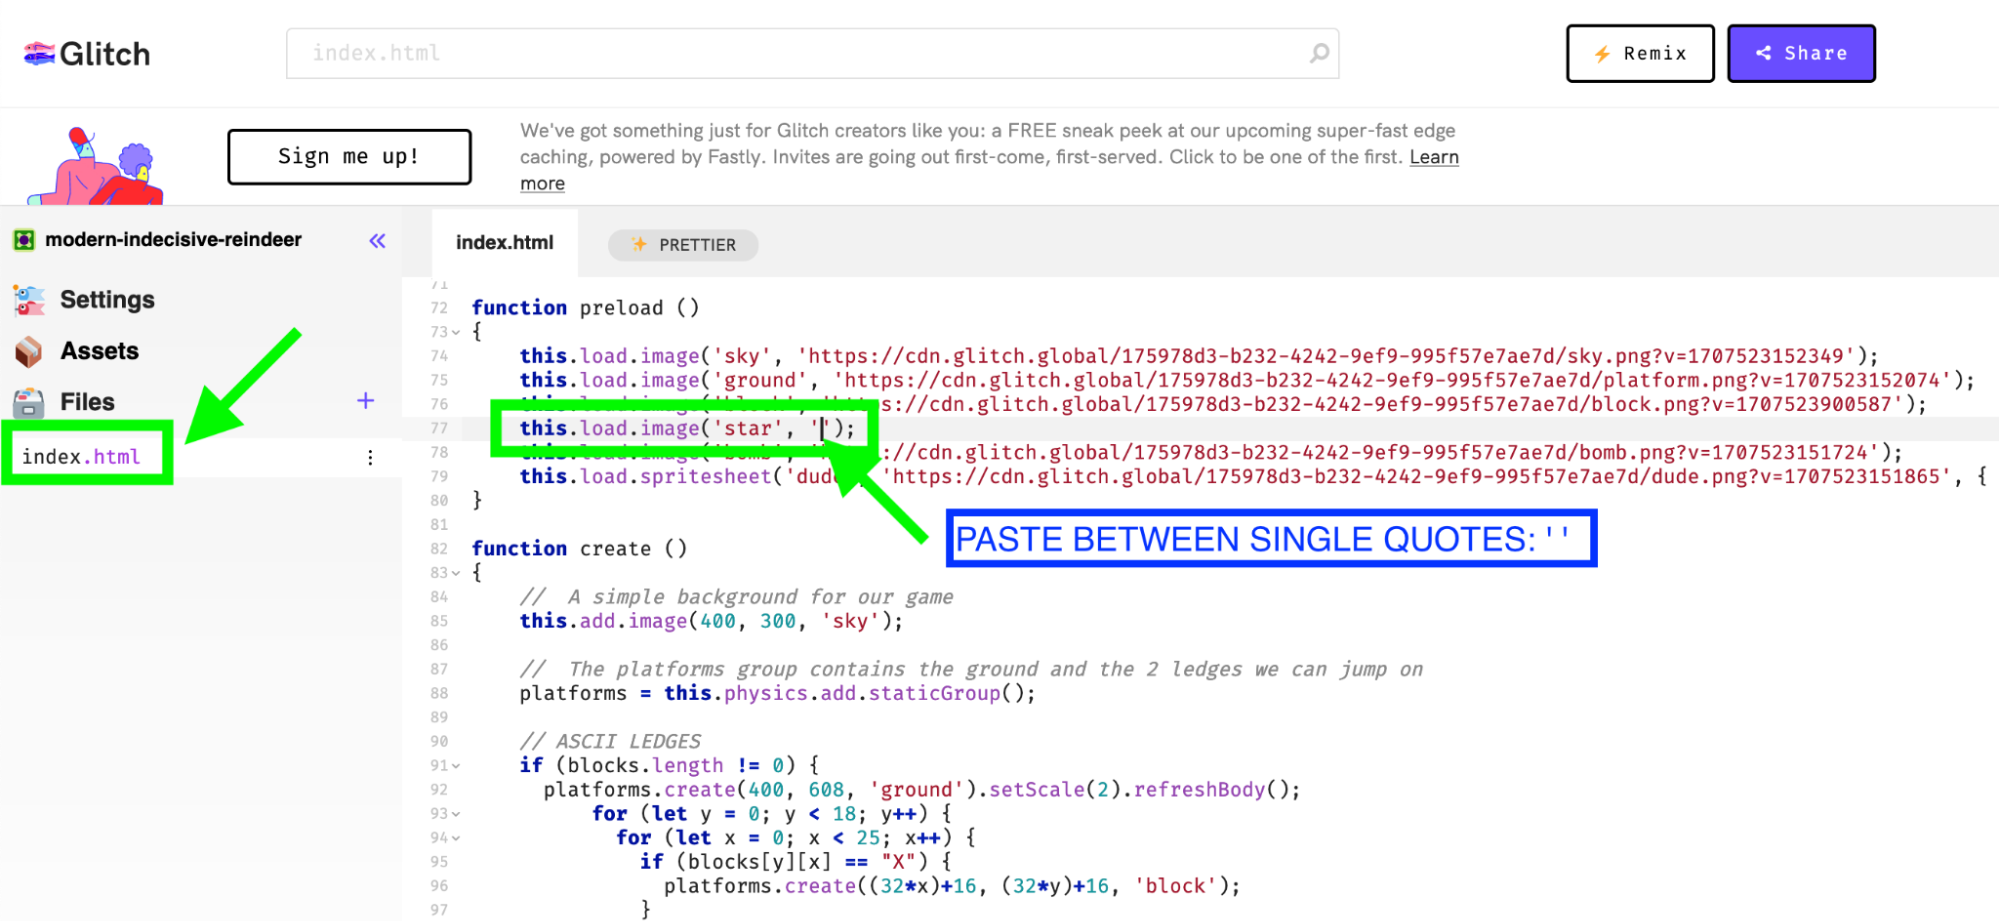 Glitch
index.html
Remix
Share
Sign me up!
We've got something just for Glitch creators like you: a FREE sneak peek at our upcoming super-fast edge
caching, powered by Fastly. Invites are going out first-come, first-served. Click to be one of the first. Learn
more
modern-indecisive-reindeer
Settings
Assets
Files
index.html
index.html
PRETTIER
71
72 function preload ()
73 {
74 this.load.image('sky', 'https://cdn.glitch.global/175978d3-b232-4242-9ef9-995f57e7ae7d/sky.png?v=1707523152349');
75 this.load.image('ground', 'https://cdn.glitch.global/175978d3-b232-4242-9ef9-995f57e7ae7d/platform.png?v=1707523152074');
76 this.load.image('block', 'https://cdn.glitch.global/175978d3-b232-4242-9ef9-995f57e7ae7d/block.png?v=1707523900587');
77 this.load.image('star', '');
78 this.load.image('bomb', ://cdn.glitch.global/175978d3-b232-4242-9ef9-995f57e7ae7d/bomb.png?v=1707523151724');
79 this.load.spritesheet('dude', 'https://cdn.glitch.global/175978d3-b232-4242-9ef9-995f57e7ae7d/dude.png?v=1707523151865', {
80 }
81
PASTE BETWEEN SINGLE QUOTES: ' '
82 function create ()
83 {
84 // A simple background for our game
85 this.add.image(400, 300, 'sky');
86
87 // The platforms group contains the ground and the 2 ledges we can jump on
88 platforms = this.physics.add.staticGroup();
89
90 // ASCII LEDGES
91 if (blocks.length != 0) {
92 platforms.create(400, 608, 'ground').setScale(2).refreshBody();
93 for (let y = 0; y < 18; y++) {
94 for (let x = 0; x < 25; x++) {
95 if (blocks[y][x] == "X") {
96 platforms.create((32*x)+16, (32*y)+16, 'block');
97 }